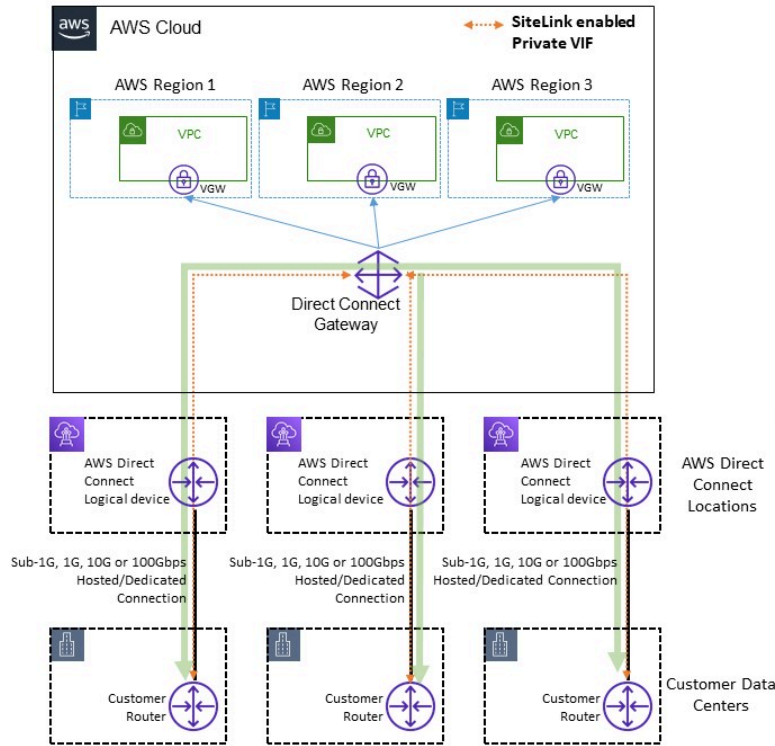 aws
AWS Cloud
SiteLink enabled
Private VIF
AWS Region 1
AWS Region 2
AWS Region 3
VPC
VPC
VPC
VGW
VGW
VGW
Direct Connect
Gateway
AWS Direct
Connect
Logical device
AWS Direct
Connect
Logical device
AWS Direct
Connect
Logical device
AWS Direct
Connect
Locations
Sub-1G, 1G, 10G or 100Gbps
Hosted/Dedicated
Connection
Sub-1G, 1G, 10G or 100Gbps
Hosted/Dedicated
Connection
Sub-1G, 1G, 10G or 100Gbps
Hosted/Dedicated Connection
Customer
Router
Customer
Router
Customer
Router
Customer Data
Centers